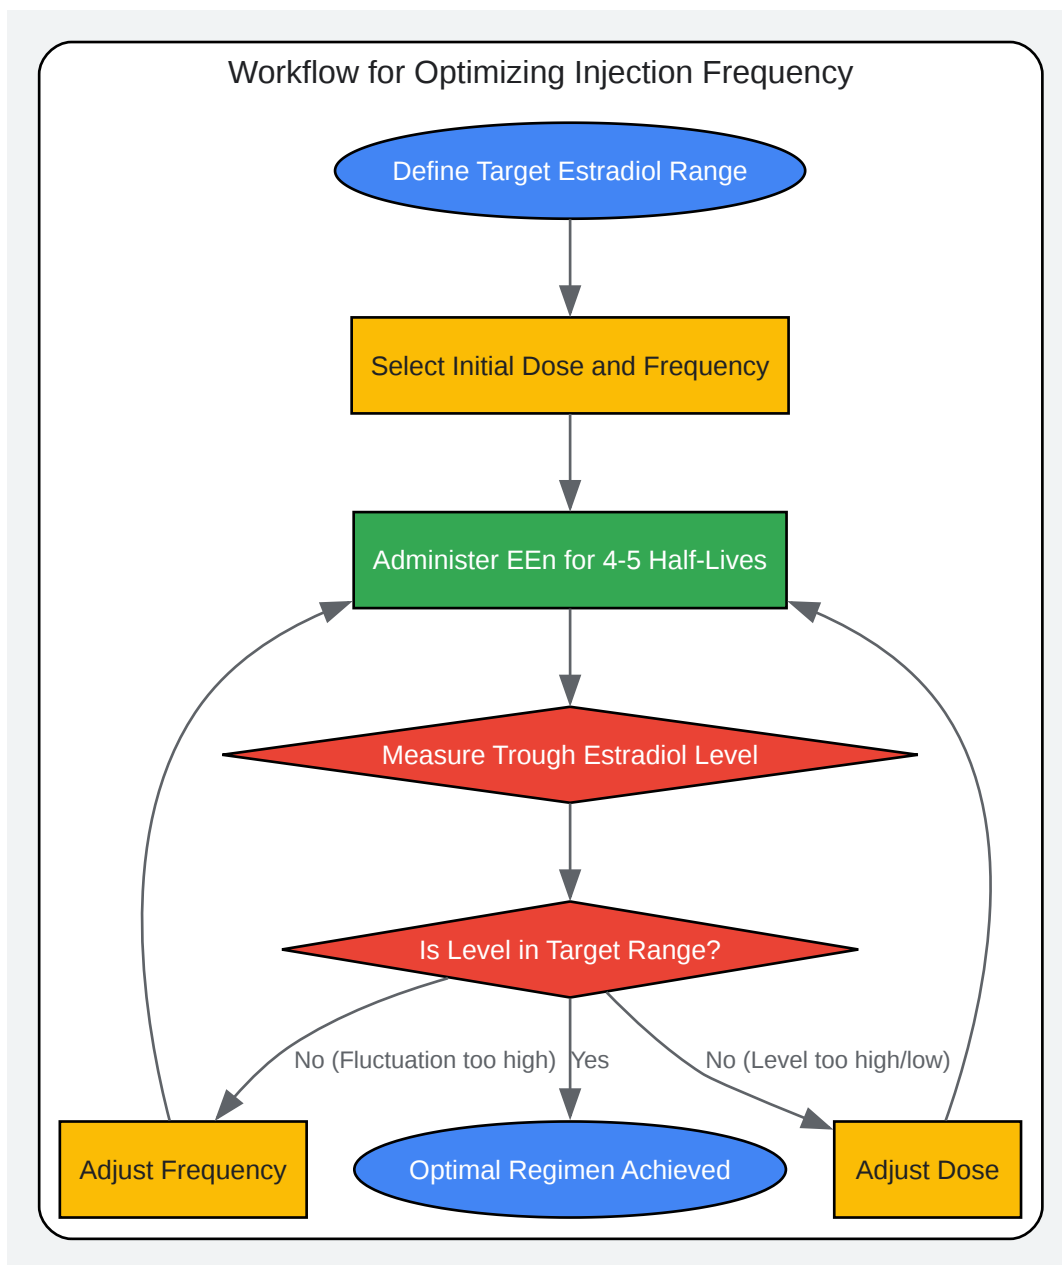 Workflow for Optimizing Injection Frequency
Define Target Estradiol Range
Select Initial Dose and Frequency
Administer EEn for 4-5 Half-Lives
Measure Trough Estradiol Level
Is Level in Target Range?
No (Fluctuation too high)
Yes
No (Level too high/low)
Adjust Frequency
Optimal Regimen Achieved
Adjust Dose